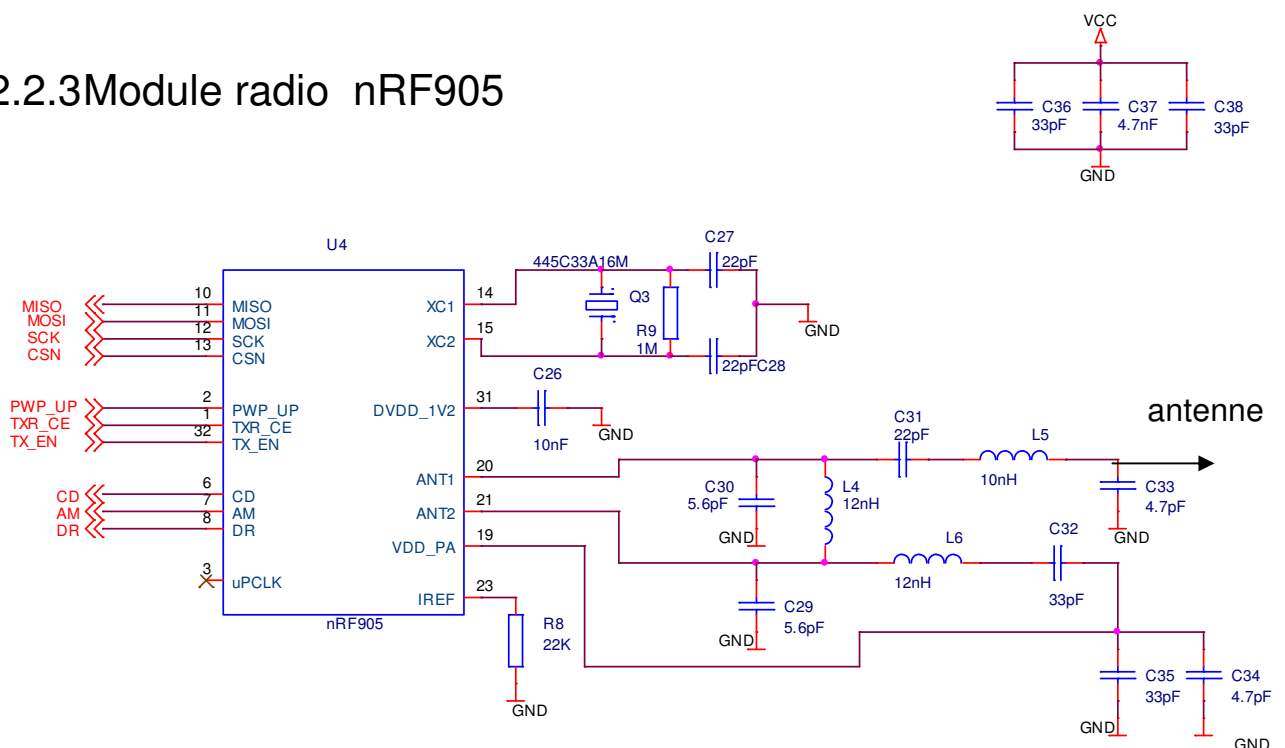 VCC
2.2.3Module radio nRF905
C36
33pF
C37
4.7nF
C38
33pF
GND
U4
C27
22pF
445C33A16M
Q3
R9
1M
GND
22pFC28
MISO
MOSI
SCK
CSN
10
11
12
13
MISO
MOSI
SCK
CSN
XC1
14
XC2
15
C26
10nF
GND
PWP_UP
TXR_CE
TX_EN
2
1
32
PWP_UP
TXR_CE
TX_EN
DVDD_1V2
31
antenne
C31
22pF
L5
10nH
ANT1
20
CD
AM
DR
6
7
8
CD
AM
DR
C30
5.6pF
GND
L4
12nH
C33
4.7pF
GND
ANT2
21
VDD_PA
19
L6
12nH
C32
33pF
3
uPCLK
IREF
23
nRF905
R8
22K
GND
C29
5.6pF
GND
C35
33pF
GND
C34
4.7pF
GND